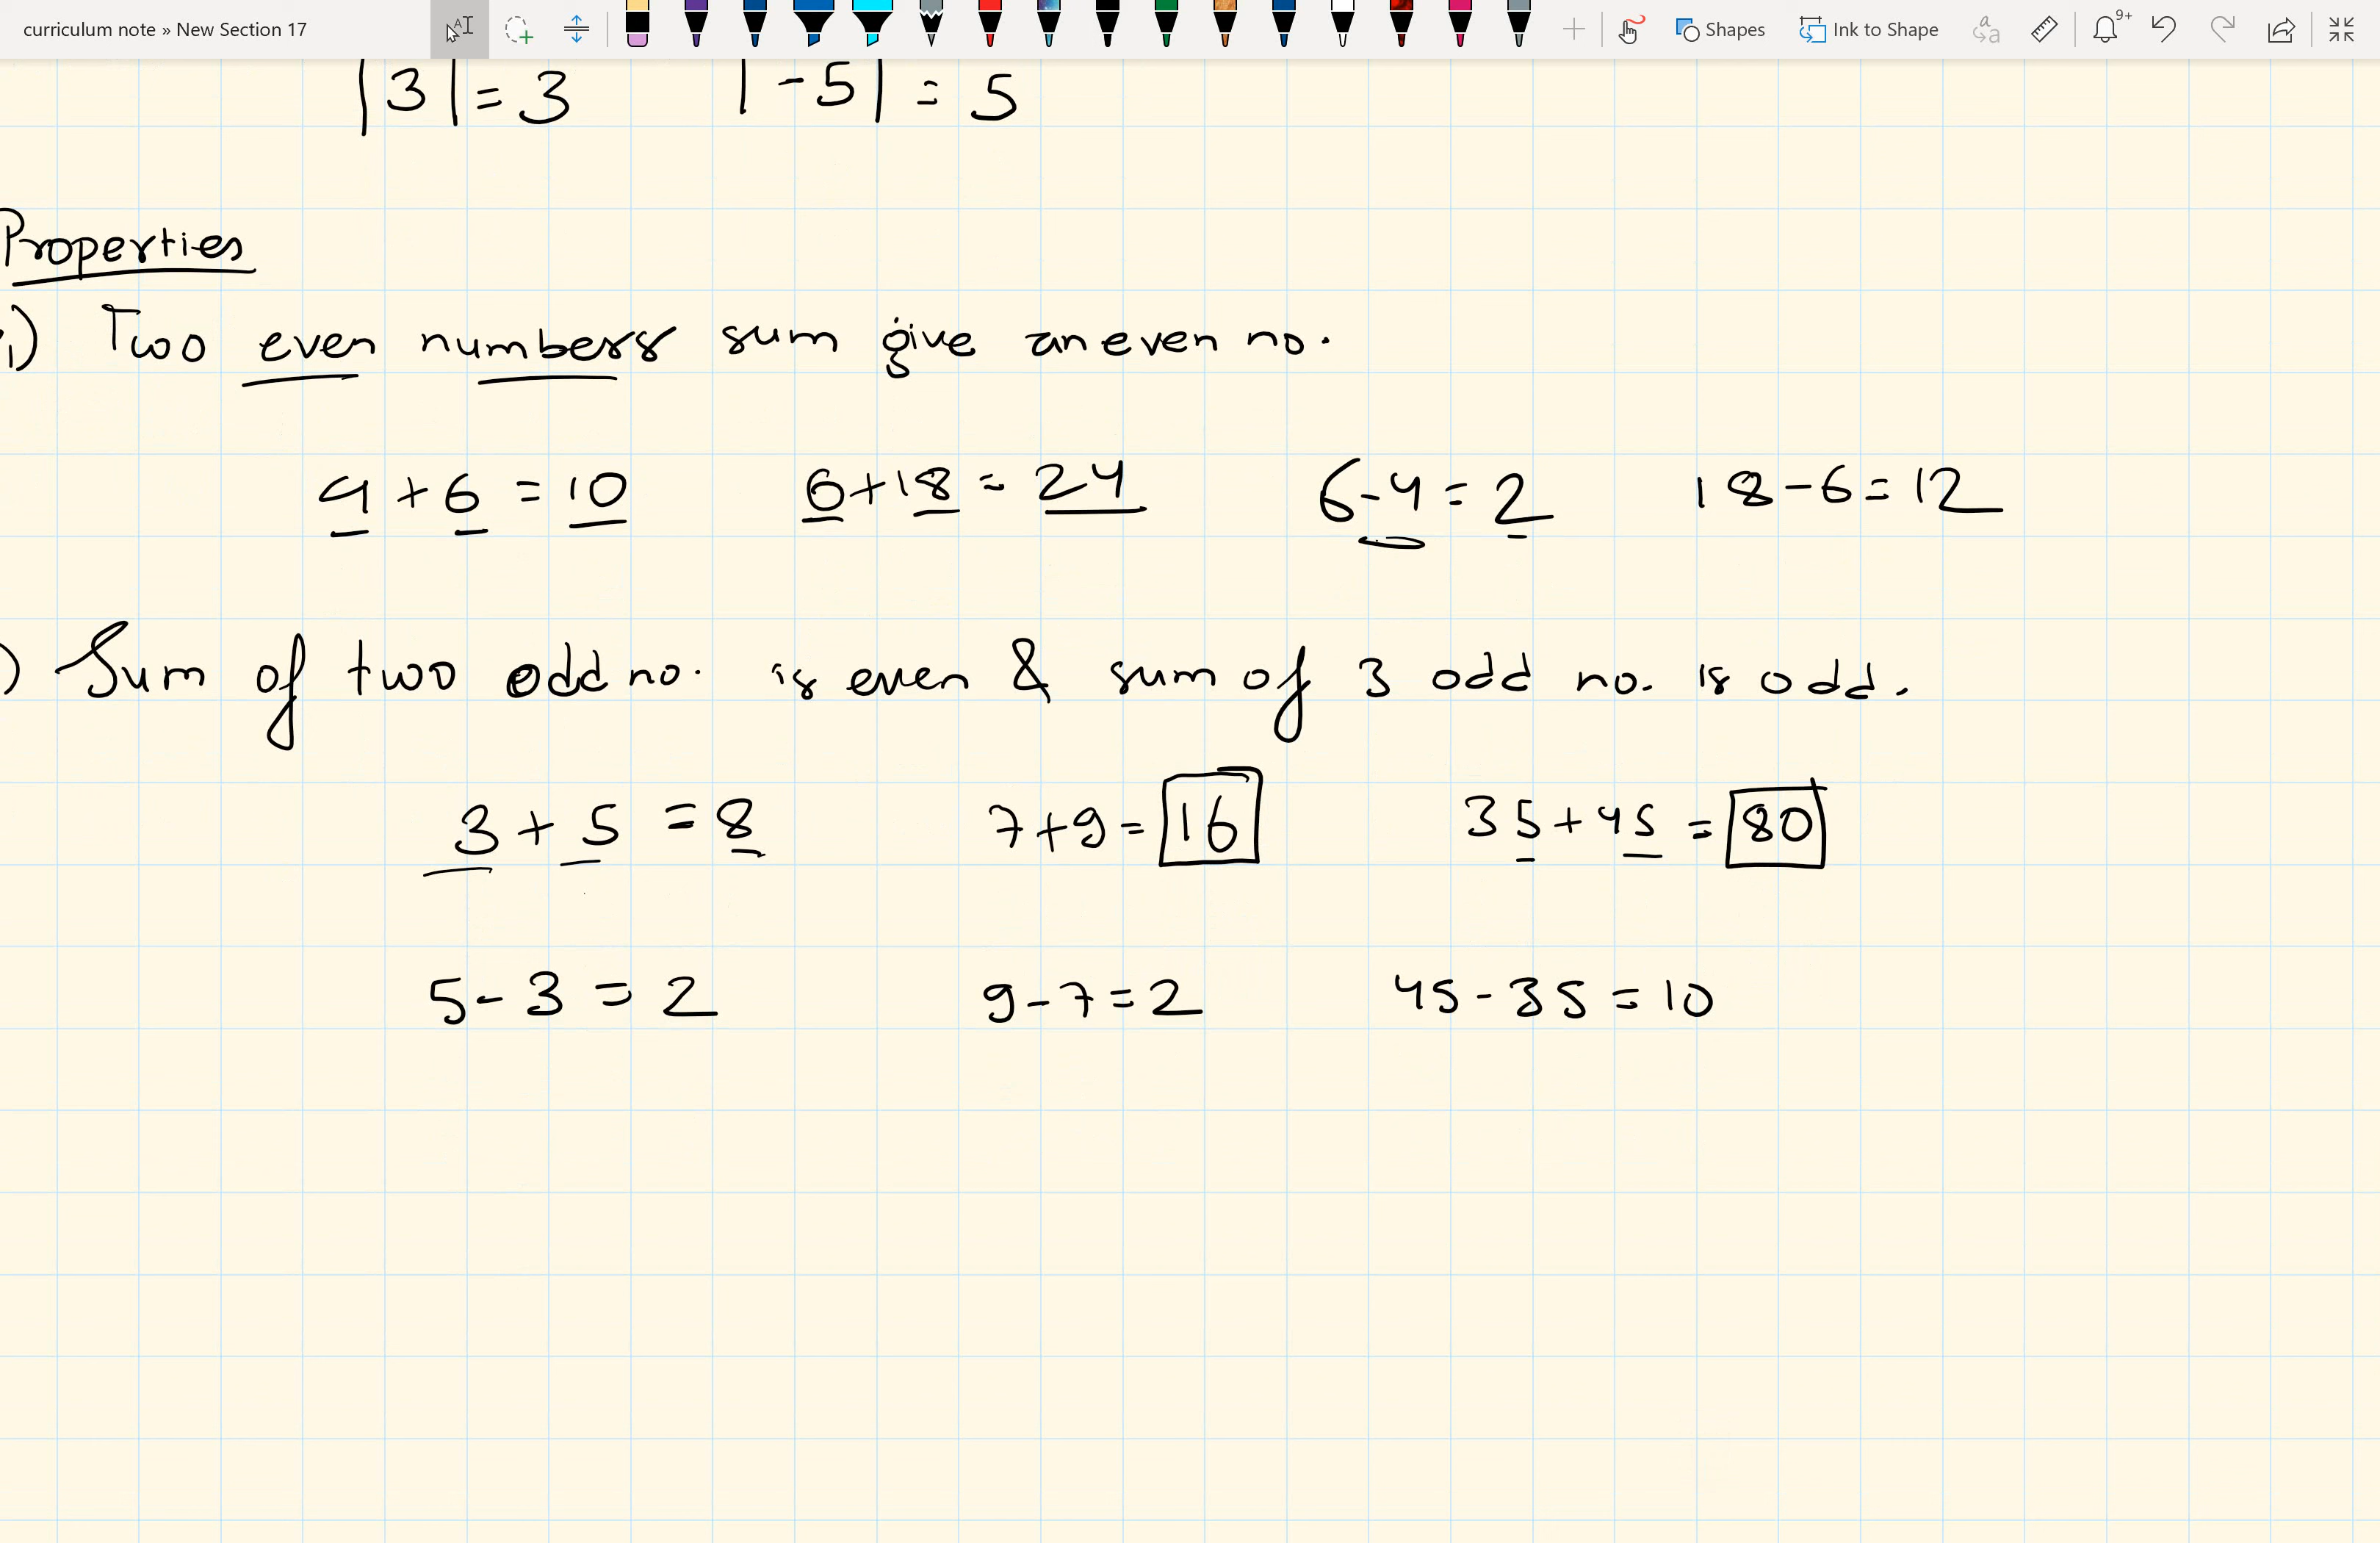 curriculum note » New Section 17 Shapes Ink to Shape 9+
|3| = 3 |-5| = 5
Properties
i) Two even numbers sum give an even no.
4 + 6 = 10 6+18 = 24 6-4 = 2 18-6=12
) Sum of two odd no. is even & sum of 3 odd no. is odd.
3 + 5 = 8 7+9= 16 35+45 = 80
5-3 = 2 9-7=2 45-35=10